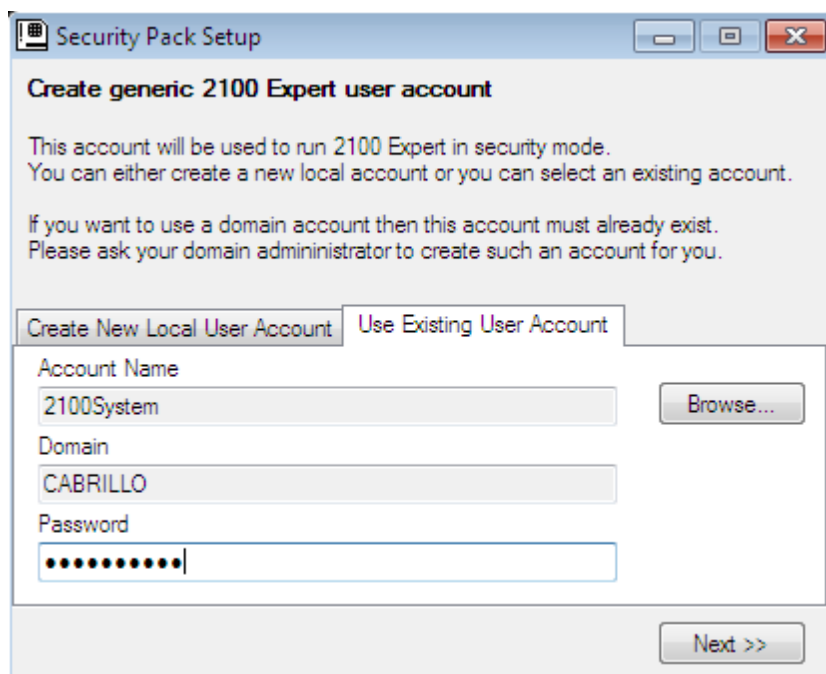 Security Pack Setup
Create generic 2100 Expert user account
This account will be used to run 2100 Expert in security mode.
You can either create a new local account or you can select an existing account.
If you want to use a domain account then this account must already exist.
Please ask your domain admininistrator to create such an account for you.
Create New Local User Account
Use Existing User Account
Account Name
2100System
Browse...
Domain
CABRILLO
Password
●●●●●●●●●●
Next >>